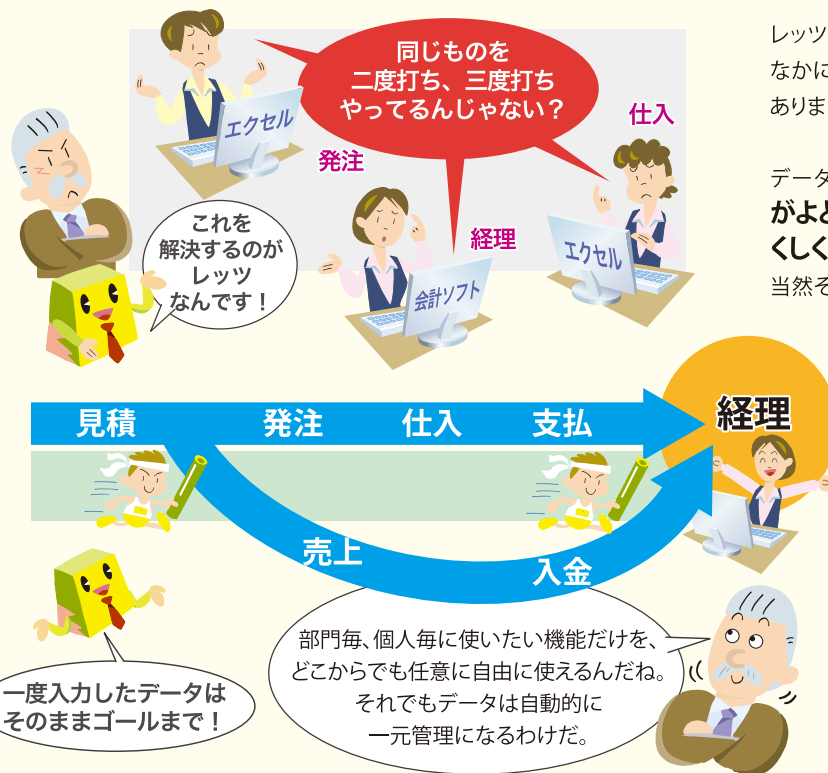 同じものを
二度打ち、三度打ち
やってるんじゃない？
エクセル
発注
仕入
経理
エクセル
会計ソフト
これを
解決するのが
レッツ
なんです！
レッツ
なかに
ありま
データ
がよど
くしく
当然そ
見積
発注
仕入
支払
経理
売上
入金
一度入力したデータは
そのままゴールまで！
部門毎、個人毎に使いたい機能だけを、
どこからでも任意に自由に使えるんだね。
それでもデータは自動的に
一元管理になるわけだ。